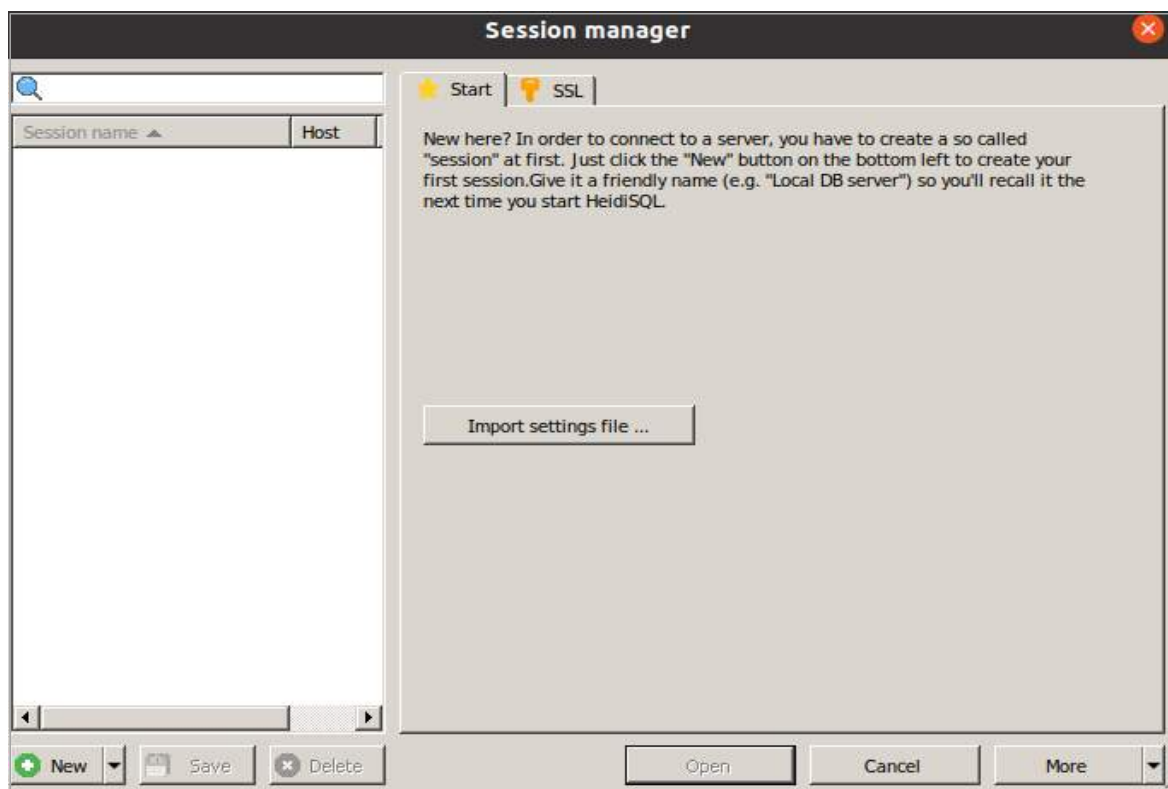 Session manager
Start
SSL
Session name
Host
New here? In order to connect to a server, you have to create a so called
"session" at first. Just click the "New" button on the bottom left to create your
first session.Give it a friendly name (e.g. "Local DB server") so you'll recall it the
next time you start HeidiSQL.
Import settings file ...
New
Save
Delete
Open
Cancel
More